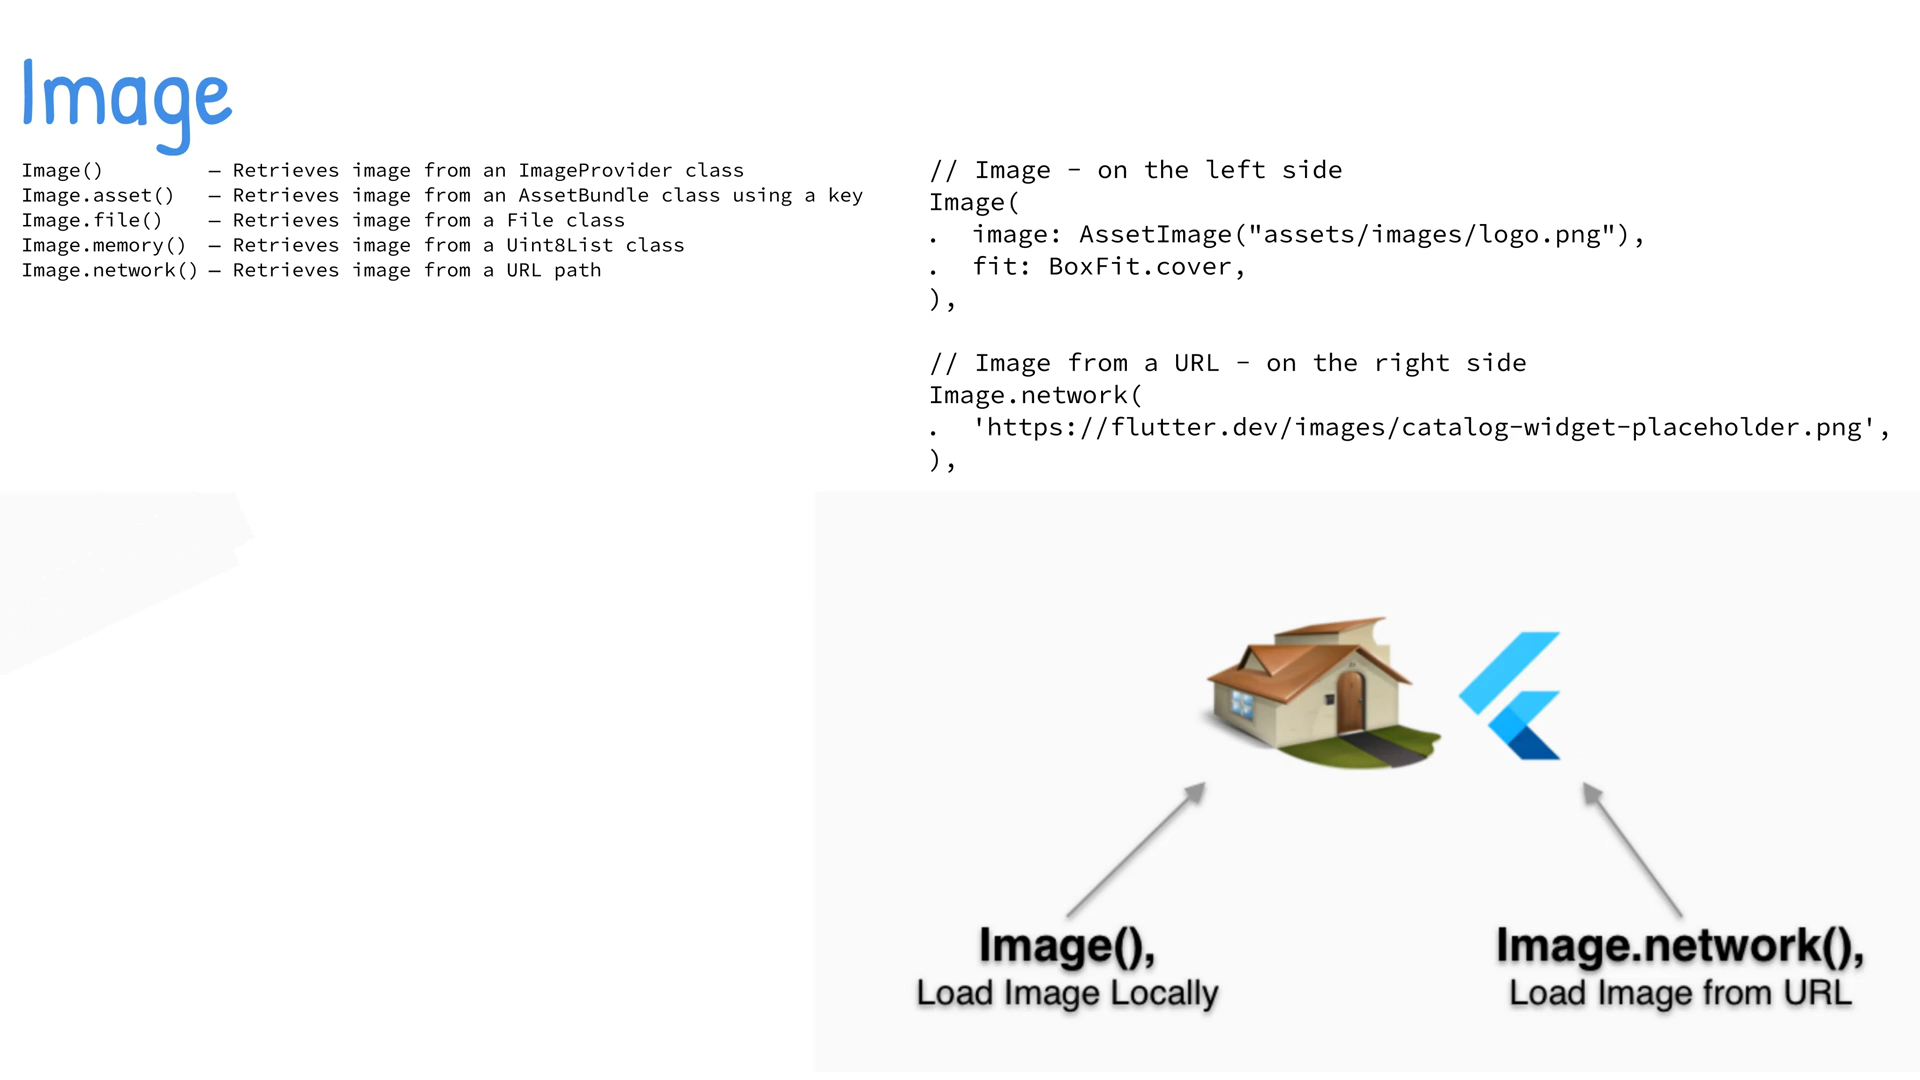 Image
Image() — Retrieves image from an ImageProvider class
Image.asset() — Retrieves image from an AssetBundle class using a key
Image.file() — Retrieves image from a File class
Image.memory() — Retrieves image from a Uint8List class
Image.network() — Retrieves image from a URL path
// Image - on the left side
Image(
.  image: AssetImage("assets/images/logo.png"),
.  fit: BoxFit.cover,
),
// Image from a URL - on the right side
Image.network(
.  'https://flutter.dev/images/catalog-widget-placeholder.png',
),
Image(),
Load Image Locally
Image.network(),
Load Image from URL